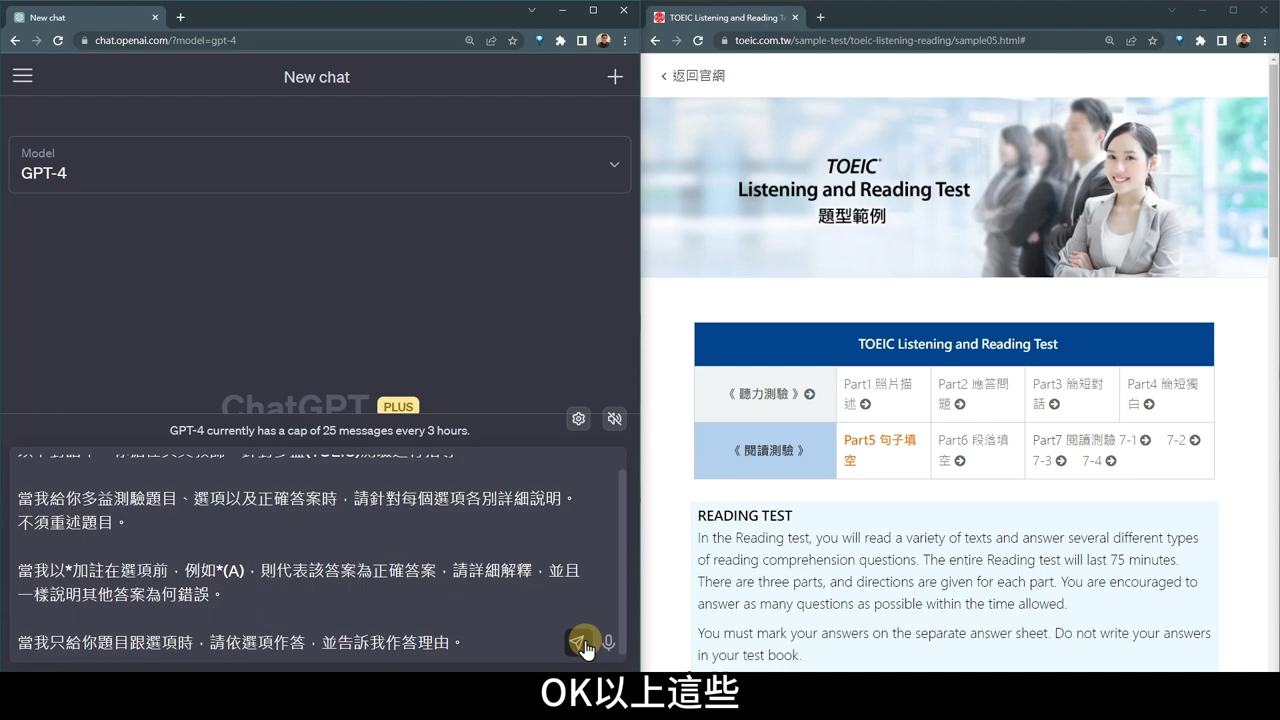 New chat
chat.openai.com/?model=gpt-4
New chat
Model
GPT-4
ChatGPT PLUS
GPT-4 currently has a cap of 25 messages every 3 hours.
當我給你多益測驗題目、選項以及正確答案時，請針對每個選項各別詳細說明。
不須重述題目。
當我以*加註在選項前，例如*(A)，則代表該答案為正確答案，請詳細解釋，並且
一樣說明其他答案為何錯誤。
當我只給你題目跟選項時，請依選項作答，並告訴我作答理由。
TOEIC Listening and Reading T
toeic.com.tw/sample-test/toeic-listening-reading/sample05.html#
返回官網
TOEIC®
Listening and Reading Test
題型範例
TOEIC Listening and Reading Test
《 聽力測驗 》
Part1 照片描
述
Part2 應答問
題
Part3 簡短對
話
Part4 簡短獨
白
《 閱讀測驗 》
Part5 句子填
空
Part6 段落填
空
Part7 閱讀測驗 7-1 7-2
7-3 7-4
READING TEST
In the Reading test, you will read a variety of texts and answer several different types
of reading comprehension questions. The entire Reading test will last 75 minutes.
There are three parts, and directions are given for each part. You are encouraged to
answer as many questions as possible within the time allowed.
You must mark your answers on the separate answer sheet. Do not write your answers
in your test book.
OK以上這些